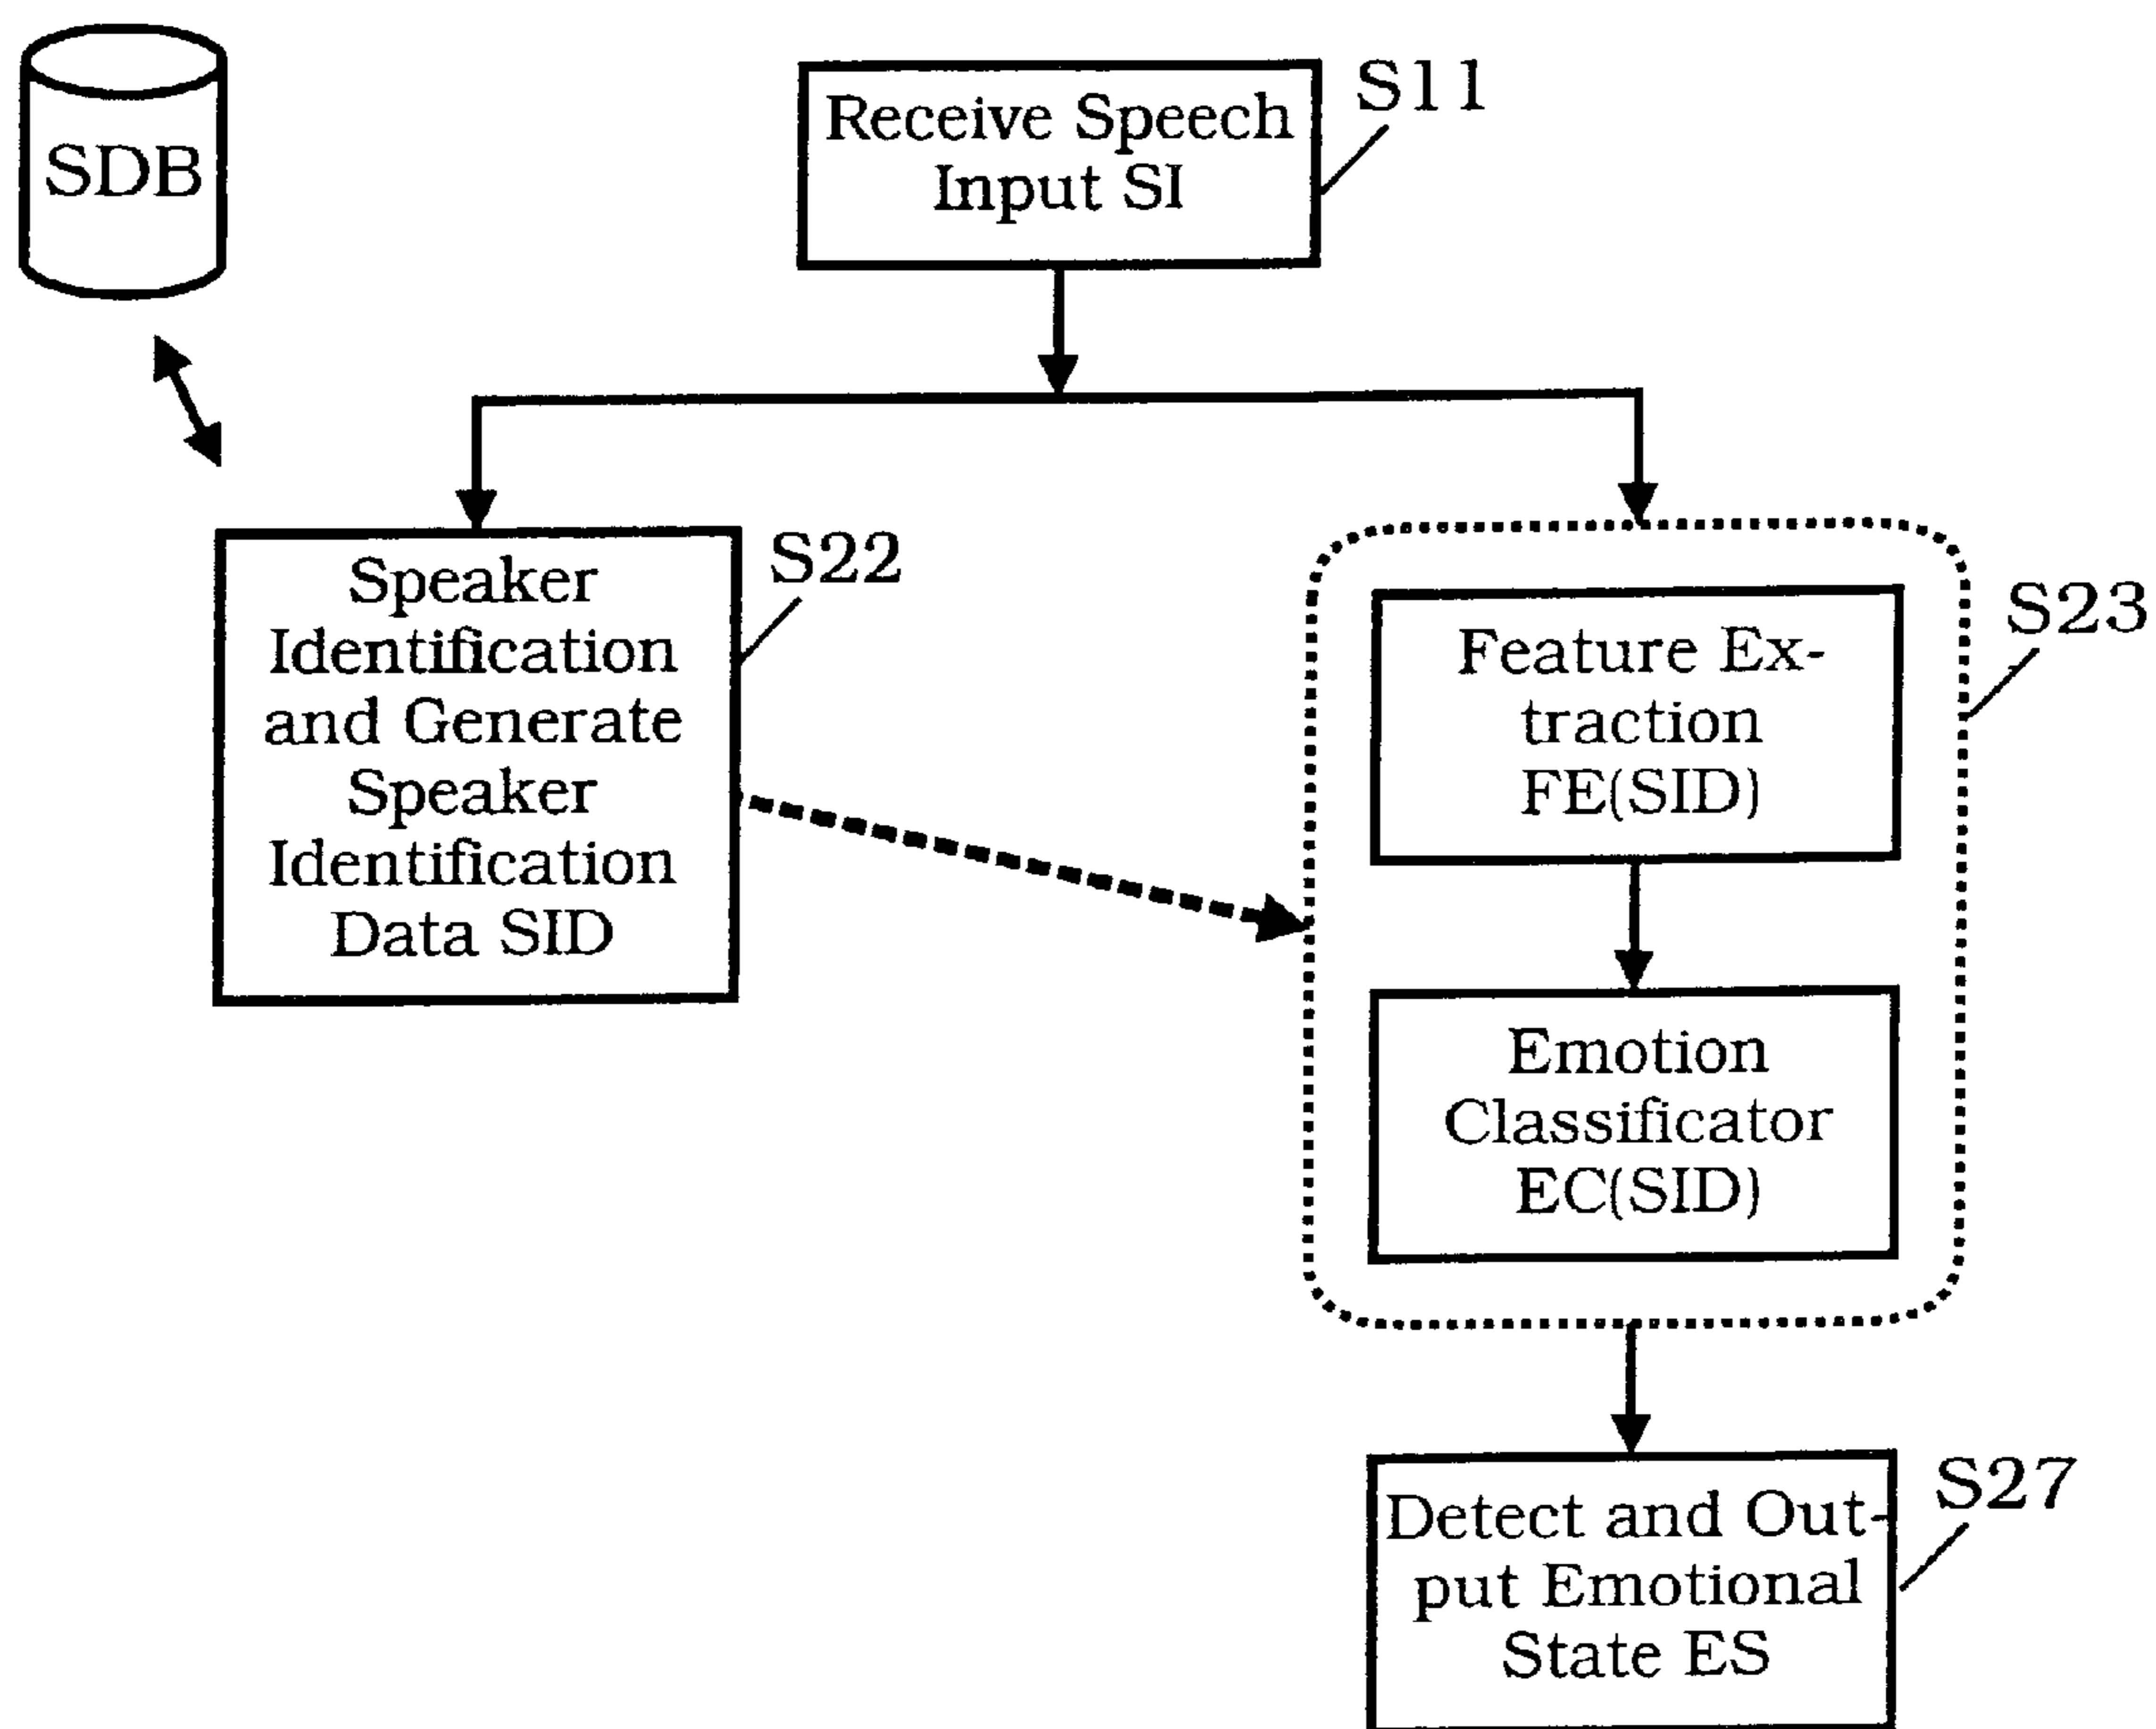 SDB
Receive Speech
Input SI
S11
Speaker
Identification
and Generate
Speaker
Identification
Data SID
S22
Feature Ex-
traction
FE(SID)
S23
Emotion
Classificator
EC(SID)
Detect and Out-
put Emotional
State ES
S27